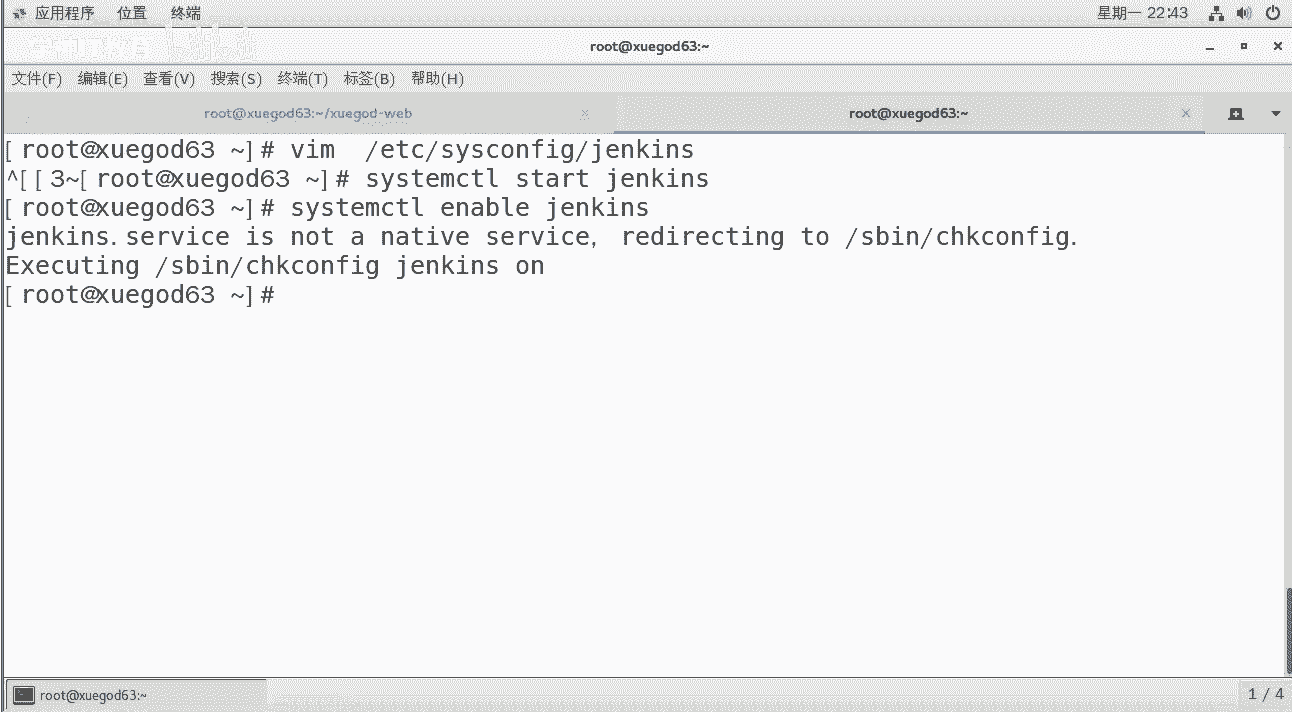 应用程序 位置 终端 星期一 22:43
root@xuegod63:~
文件(F) 编辑(E) 查看(V) 搜索(S) 终端(T) 标签(B) 帮助(H)
root@xuegod63:~/xuegod-web root@xuegod63:~
[root@xuegod63 ~]# vim  /etc/sysconfig/jenkins
^[[3~[root@xuegod63 ~]# systemctl start jenkins
[root@xuegod63 ~]# systemctl enable jenkins
jenkins.service is not a native service, redirecting to /sbin/chkconfig.
Executing /sbin/chkconfig jenkins on
[root@xuegod63 ~]#
root@xuegod63:~ 1 / 4